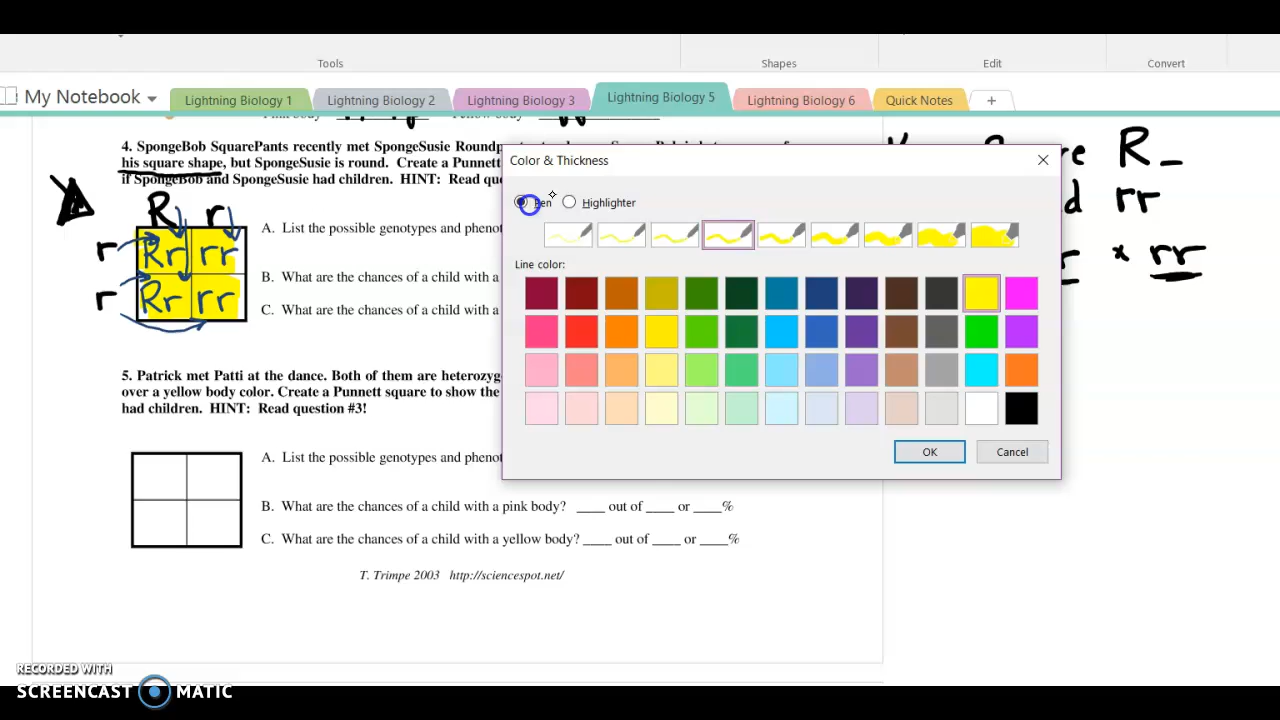 Tools Shapes Edit Convert
My Notebook Lightning Biology 1 Lightning Biology 2 Lightning Biology 3 Lightning Biology 5 Lightning Biology 6 Quick Notes +
4. SpongeBob SquarePants recently met SpongeSusie
his square shape, but SpongeSusie is round. Create a Punnett
if SpongeBob and SpongeSusie had children. HINT: Read
R r
r Rr rr
r Rr rr
A. List the possible genotypes and
B. What are the chances of a child with a
C. What are the chances of a child with a
R_
rr
* rr
Color & Thickness
Pen Highlighter
Line color:
OK Cancel
5. Patrick met Patti at the dance. Both of them are
over a yellow body color. Create a Punnett square to show the
had children. HINT: Read question #3!
A. List the possible genotypes and
B. What are the chances of a child with a pink body? ____ out of ____ or ____%
C. What are the chances of a child with a yellow body? ____ out of ____ or ____%
T. Trimpe 2003 http://sciencespot.net/
RECORDED WITH
SCREENCAST MATIC